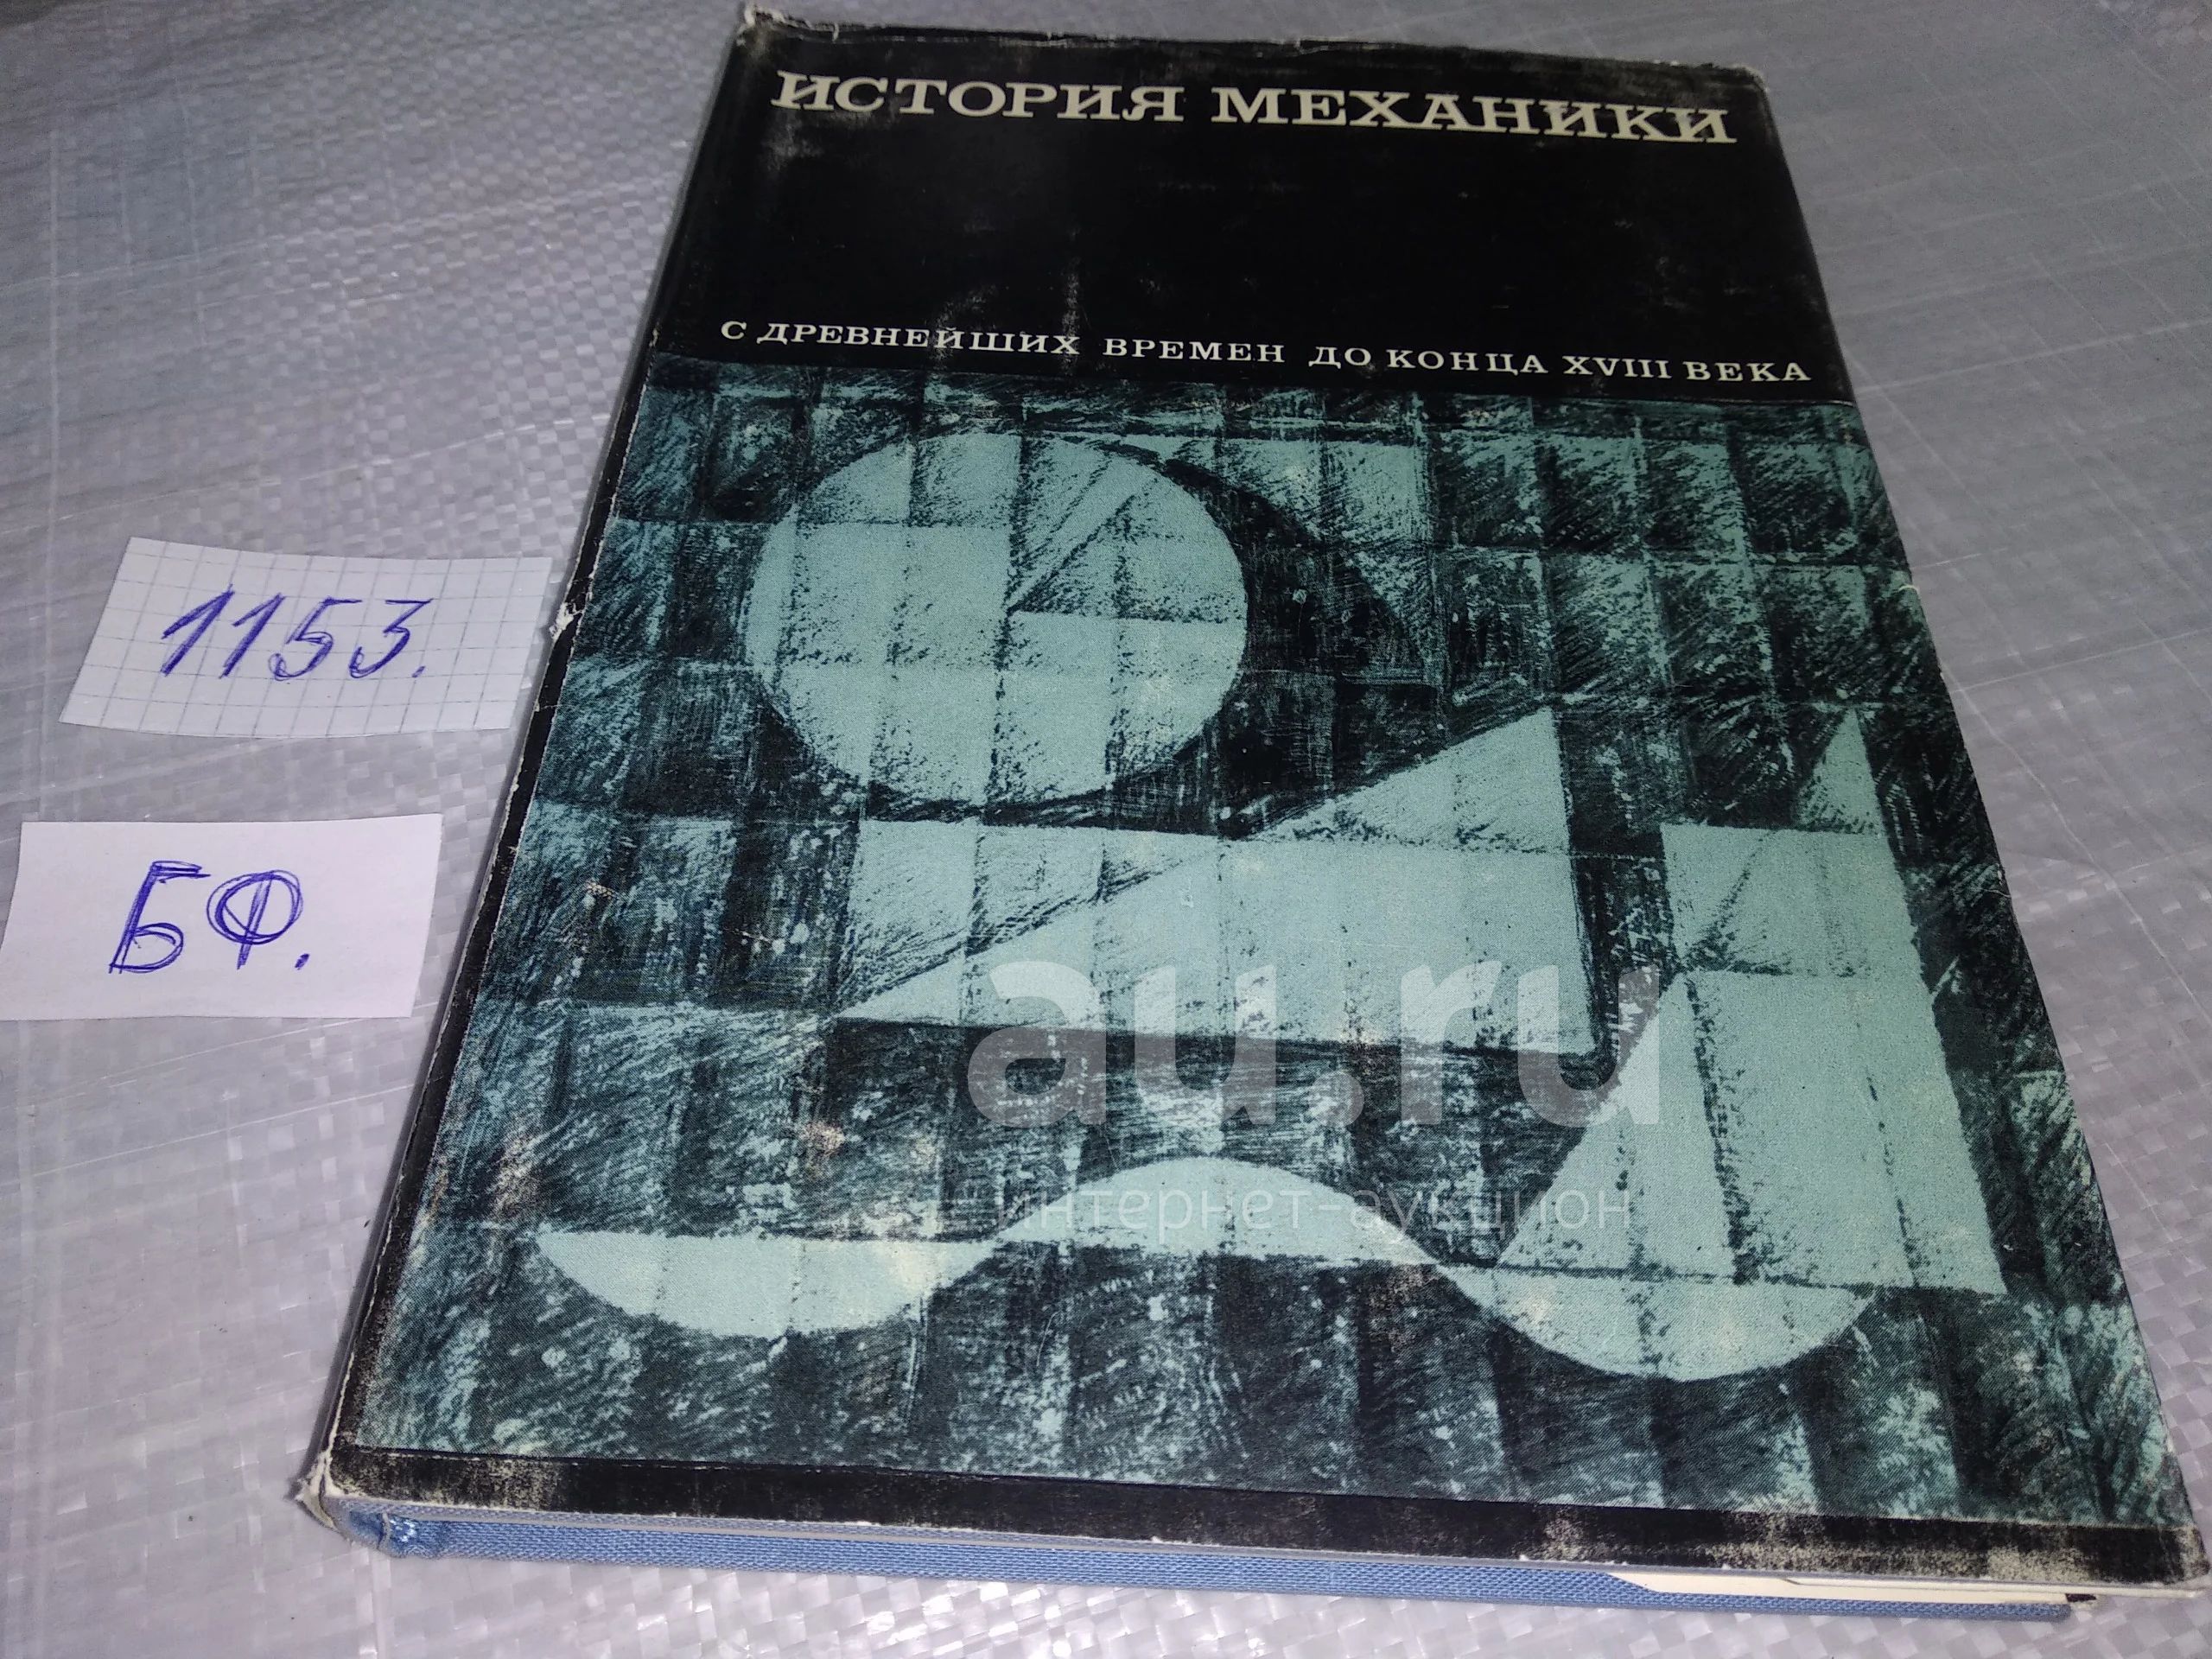 ИСТОРИЯ МЕХАНИКИ
С ДРЕВНЕЙШИХ ВРЕМЕН ДО КОНЦА XVIII ВЕКА
1153.
БФ.
au.ru
интернет-аукцион